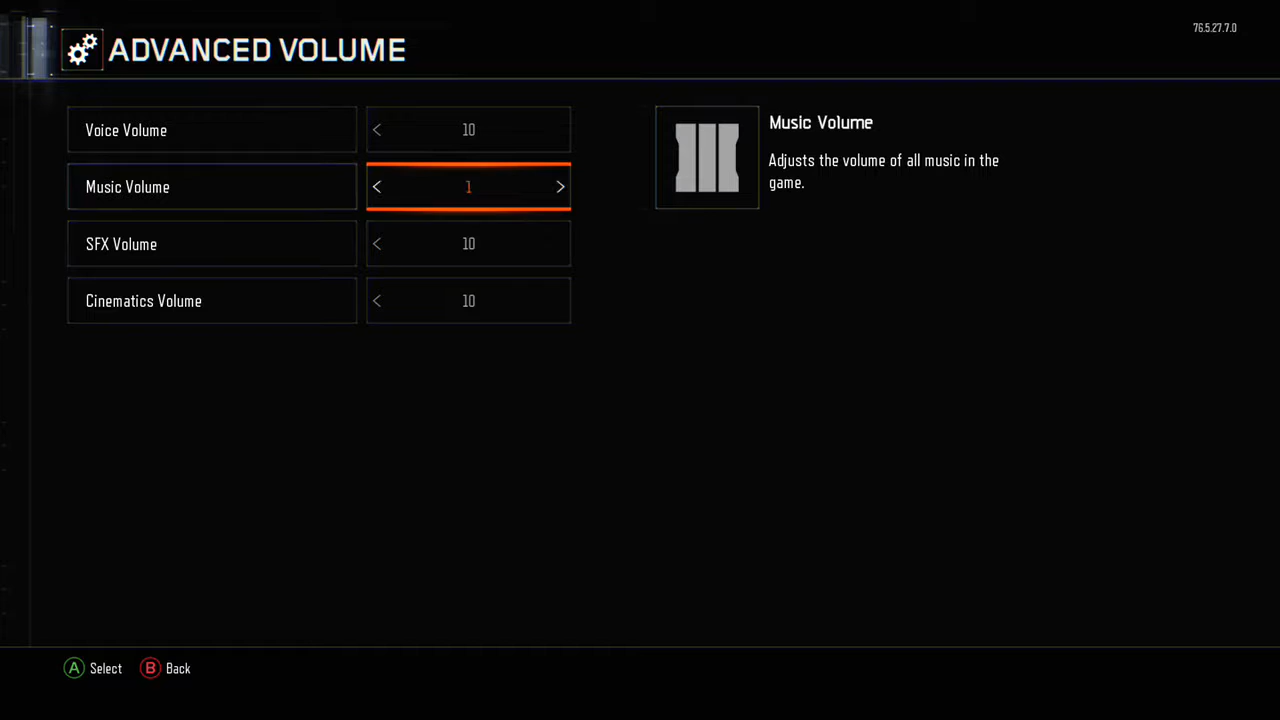 76.5.27.7.0
ADVANCED VOLUME
Voice Volume < 10
Music Volume < 1 >
SFX Volume < 10
Cinematics Volume < 10
Music Volume
Adjusts the volume of all music in the
game.
A Select B Back